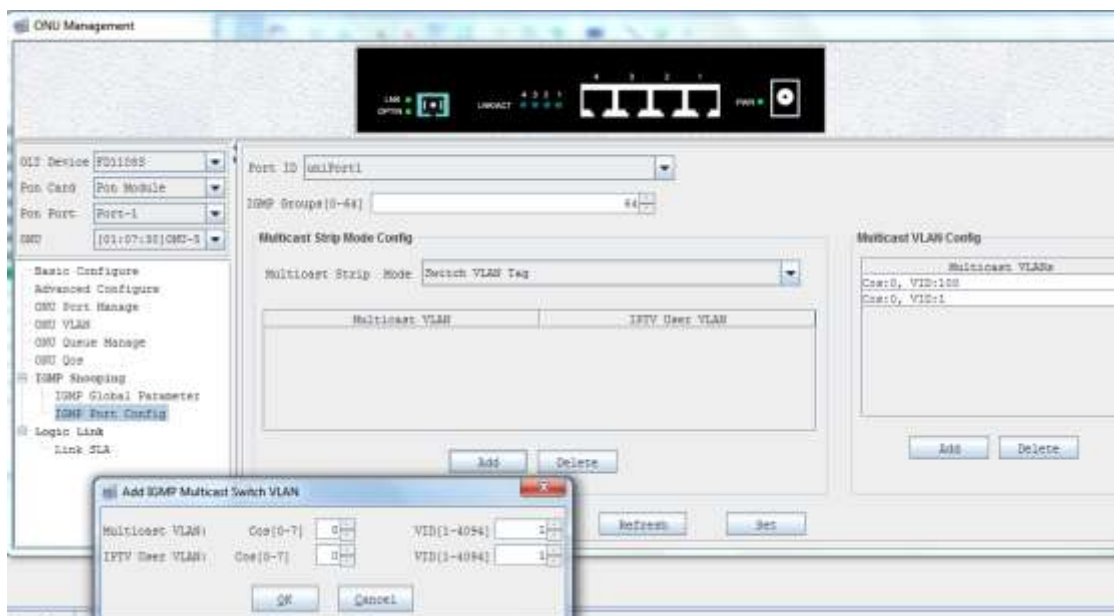 ONU Management
4 3 2 1
LNK
OPTIN
LINK/ACT
4 3 2 1
PWR
OLT Device FD1108S
Pon Card Pon Module
Pon Port Port-1
ONU
Port ID uniPort1
IGMP Groups[0-64] 64
Multicast Strip Mode Config
Multicast VLAN Config
Multicast Strip Mode Switch VLAN Tag
Multicast VLANs
Cos:0, VID:100
Cos:0, VID:1
Multicast VLAN IPTV User VLAN
Basic Configure
Advanced Configure
ONU Port Manage
ONU VLAN
ONU Queue Manage
ONU Qos
IGMP Snooping
IGMP Global Parameter
IGMP Port Config
Logic Link
Link SLA
Add Delete
Add Delete
Refresh Set
Add IGMP Multicast Switch VLAN
Multicast VLAN: Cos[0-7] 0 VID[1-4094] 1
IPTV User VLAN: Cos[0-7] 0 VID[1-4094] 1
OK Cancel